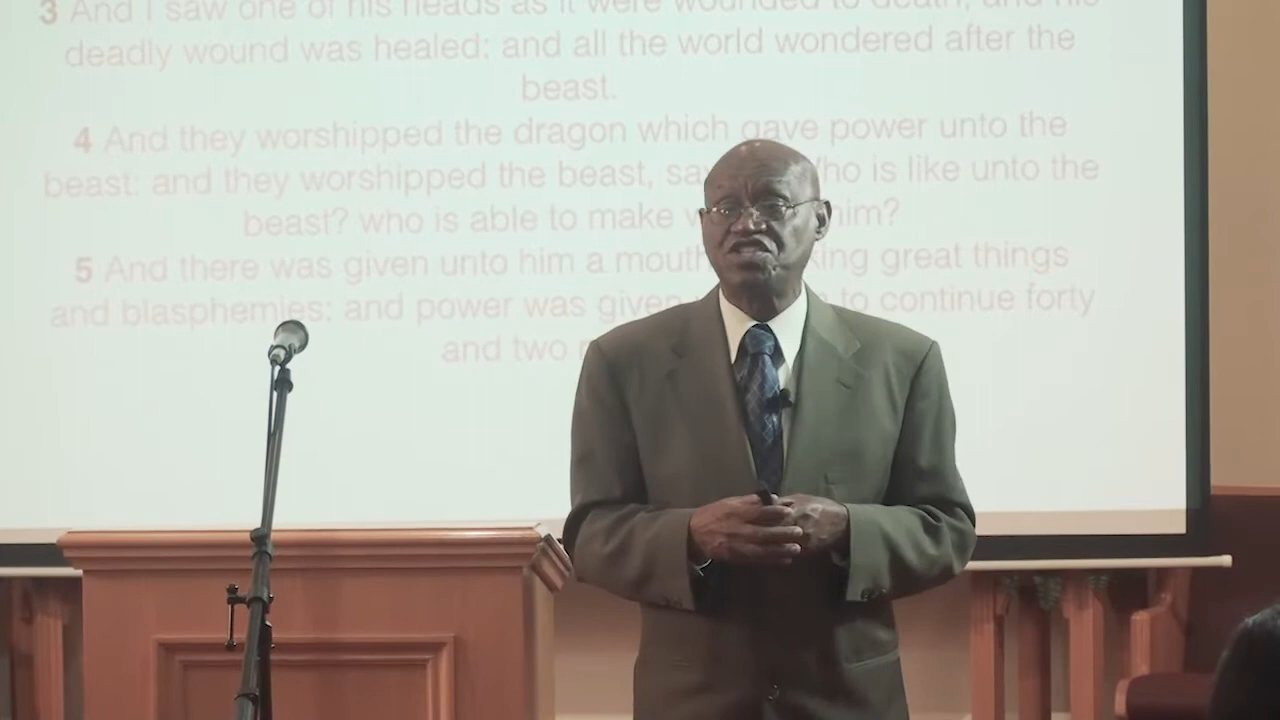 3 And I saw one of his heads as it were wounded to death, and his
deadly wound was healed: and all the world wondered after the
beast.
4 And they worshipped the dragon which gave power unto the
beast: and they worshipped the beast, who is like unto the
beast? who is able to make him?
5 And there was given unto him a mouth great things
and blasphemies: and power was given to continue forty
and two